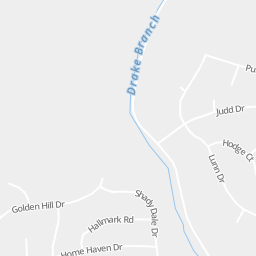 Drake Branch
Judd Dr
Hodge Ct
Lunn Dr
Golden Hill Dr
Shady Dale Dr
Hallmark Rd
Home Haven Dr